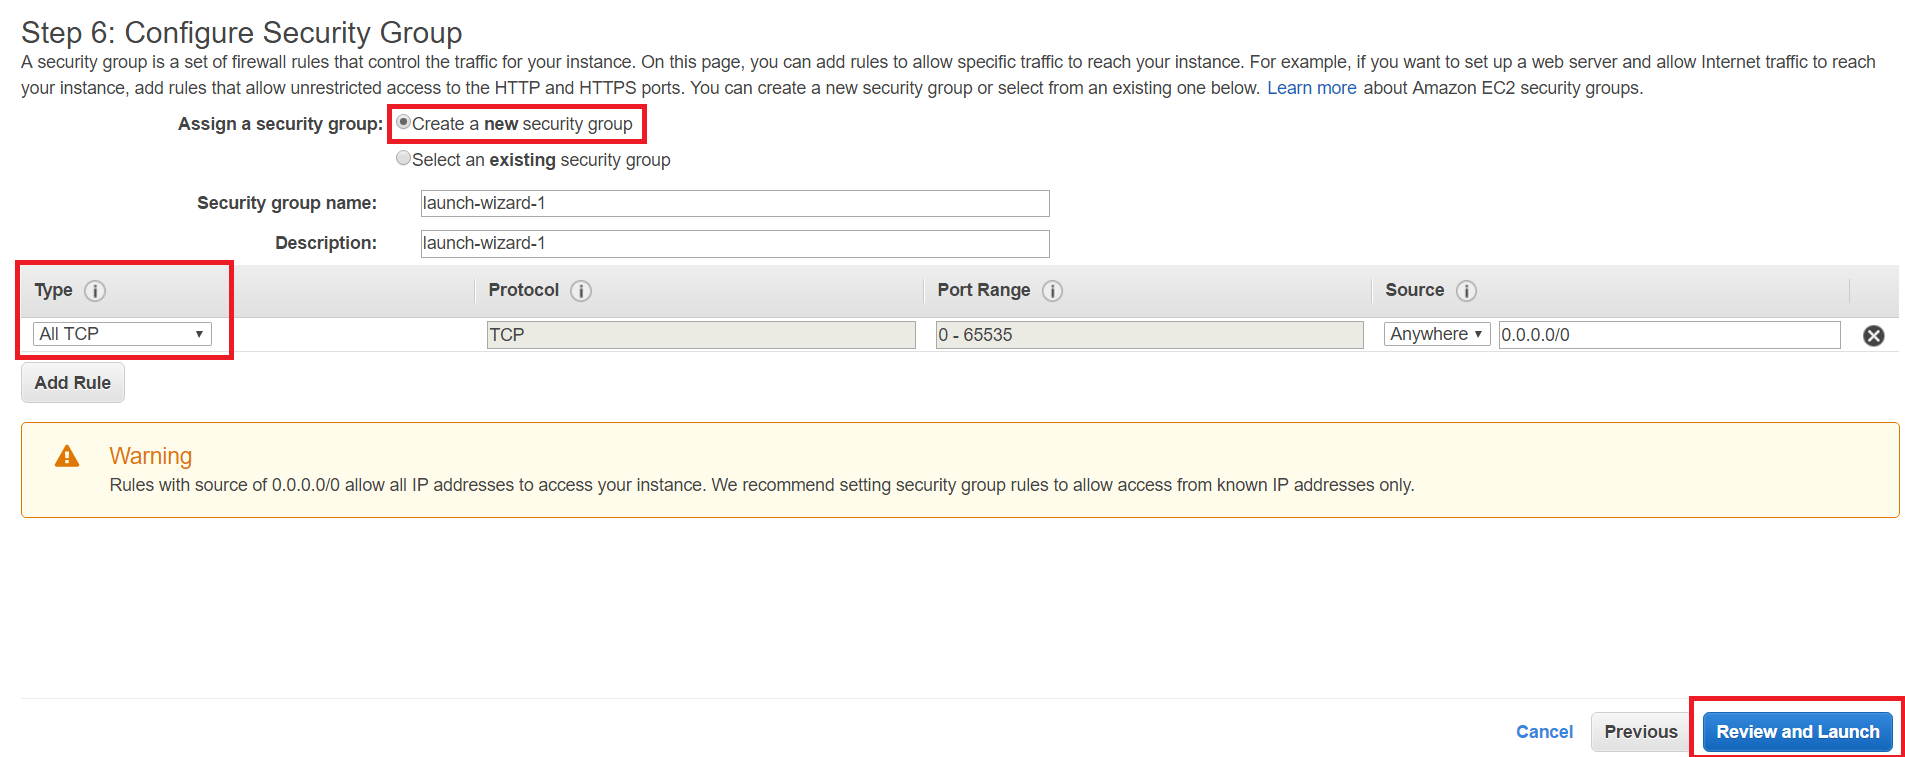 Step 6: Configure Security Group
A security group is a set of firewall rules that control the traffic for your instance. On this page, you can add rules to allow specific traffic to reach your instance. For example, if you want to set up a web server and allow Internet traffic to reach
your instance, add rules that allow unrestricted access to the HTTP and HTTPS ports. You can create a new security group or select from an existing one below. Learn more about Amazon EC2 security groups.
Assign a security group: Create a new security group
Select an existing security group
Security group name: launch-wizard-1
Description: launch-wizard-1
Type i Protocol i Port Range i Source i
All TCP TCP 0 - 65535 Anywhere 0.0.0.0/0
Add Rule
Warning
Rules with source of 0.0.0.0/0 allow all IP addresses to access your instance. We recommend setting security group rules to allow access from known IP addresses only.
Cancel Previous Review and Launch